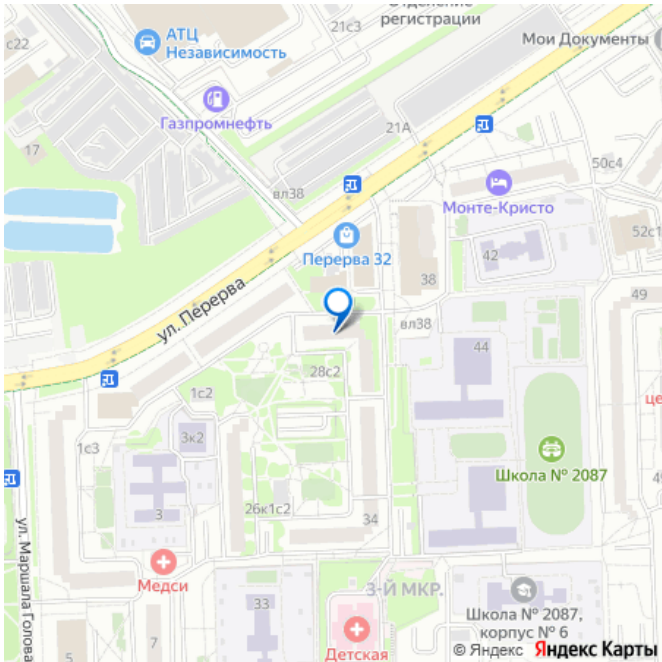 Отделение
регистрации
21с3
АТЦ
Независимость
с22
Мои Документы
Газпромнефть
21А
17
50с4
вл38
Монте-Кристо
Перерва 32
52с1
42
38
49
ул. Перерва
вл38
44
28с2
1с2
це
3к2
1с3
Школа № 2087
49
26к1с2
3
34
ул. Маршала Голова
Медси
3-Й МКР.
33
Школа № 2087,
корпус № 6
7
5
Детская
© Яндекс Яндекс Карты